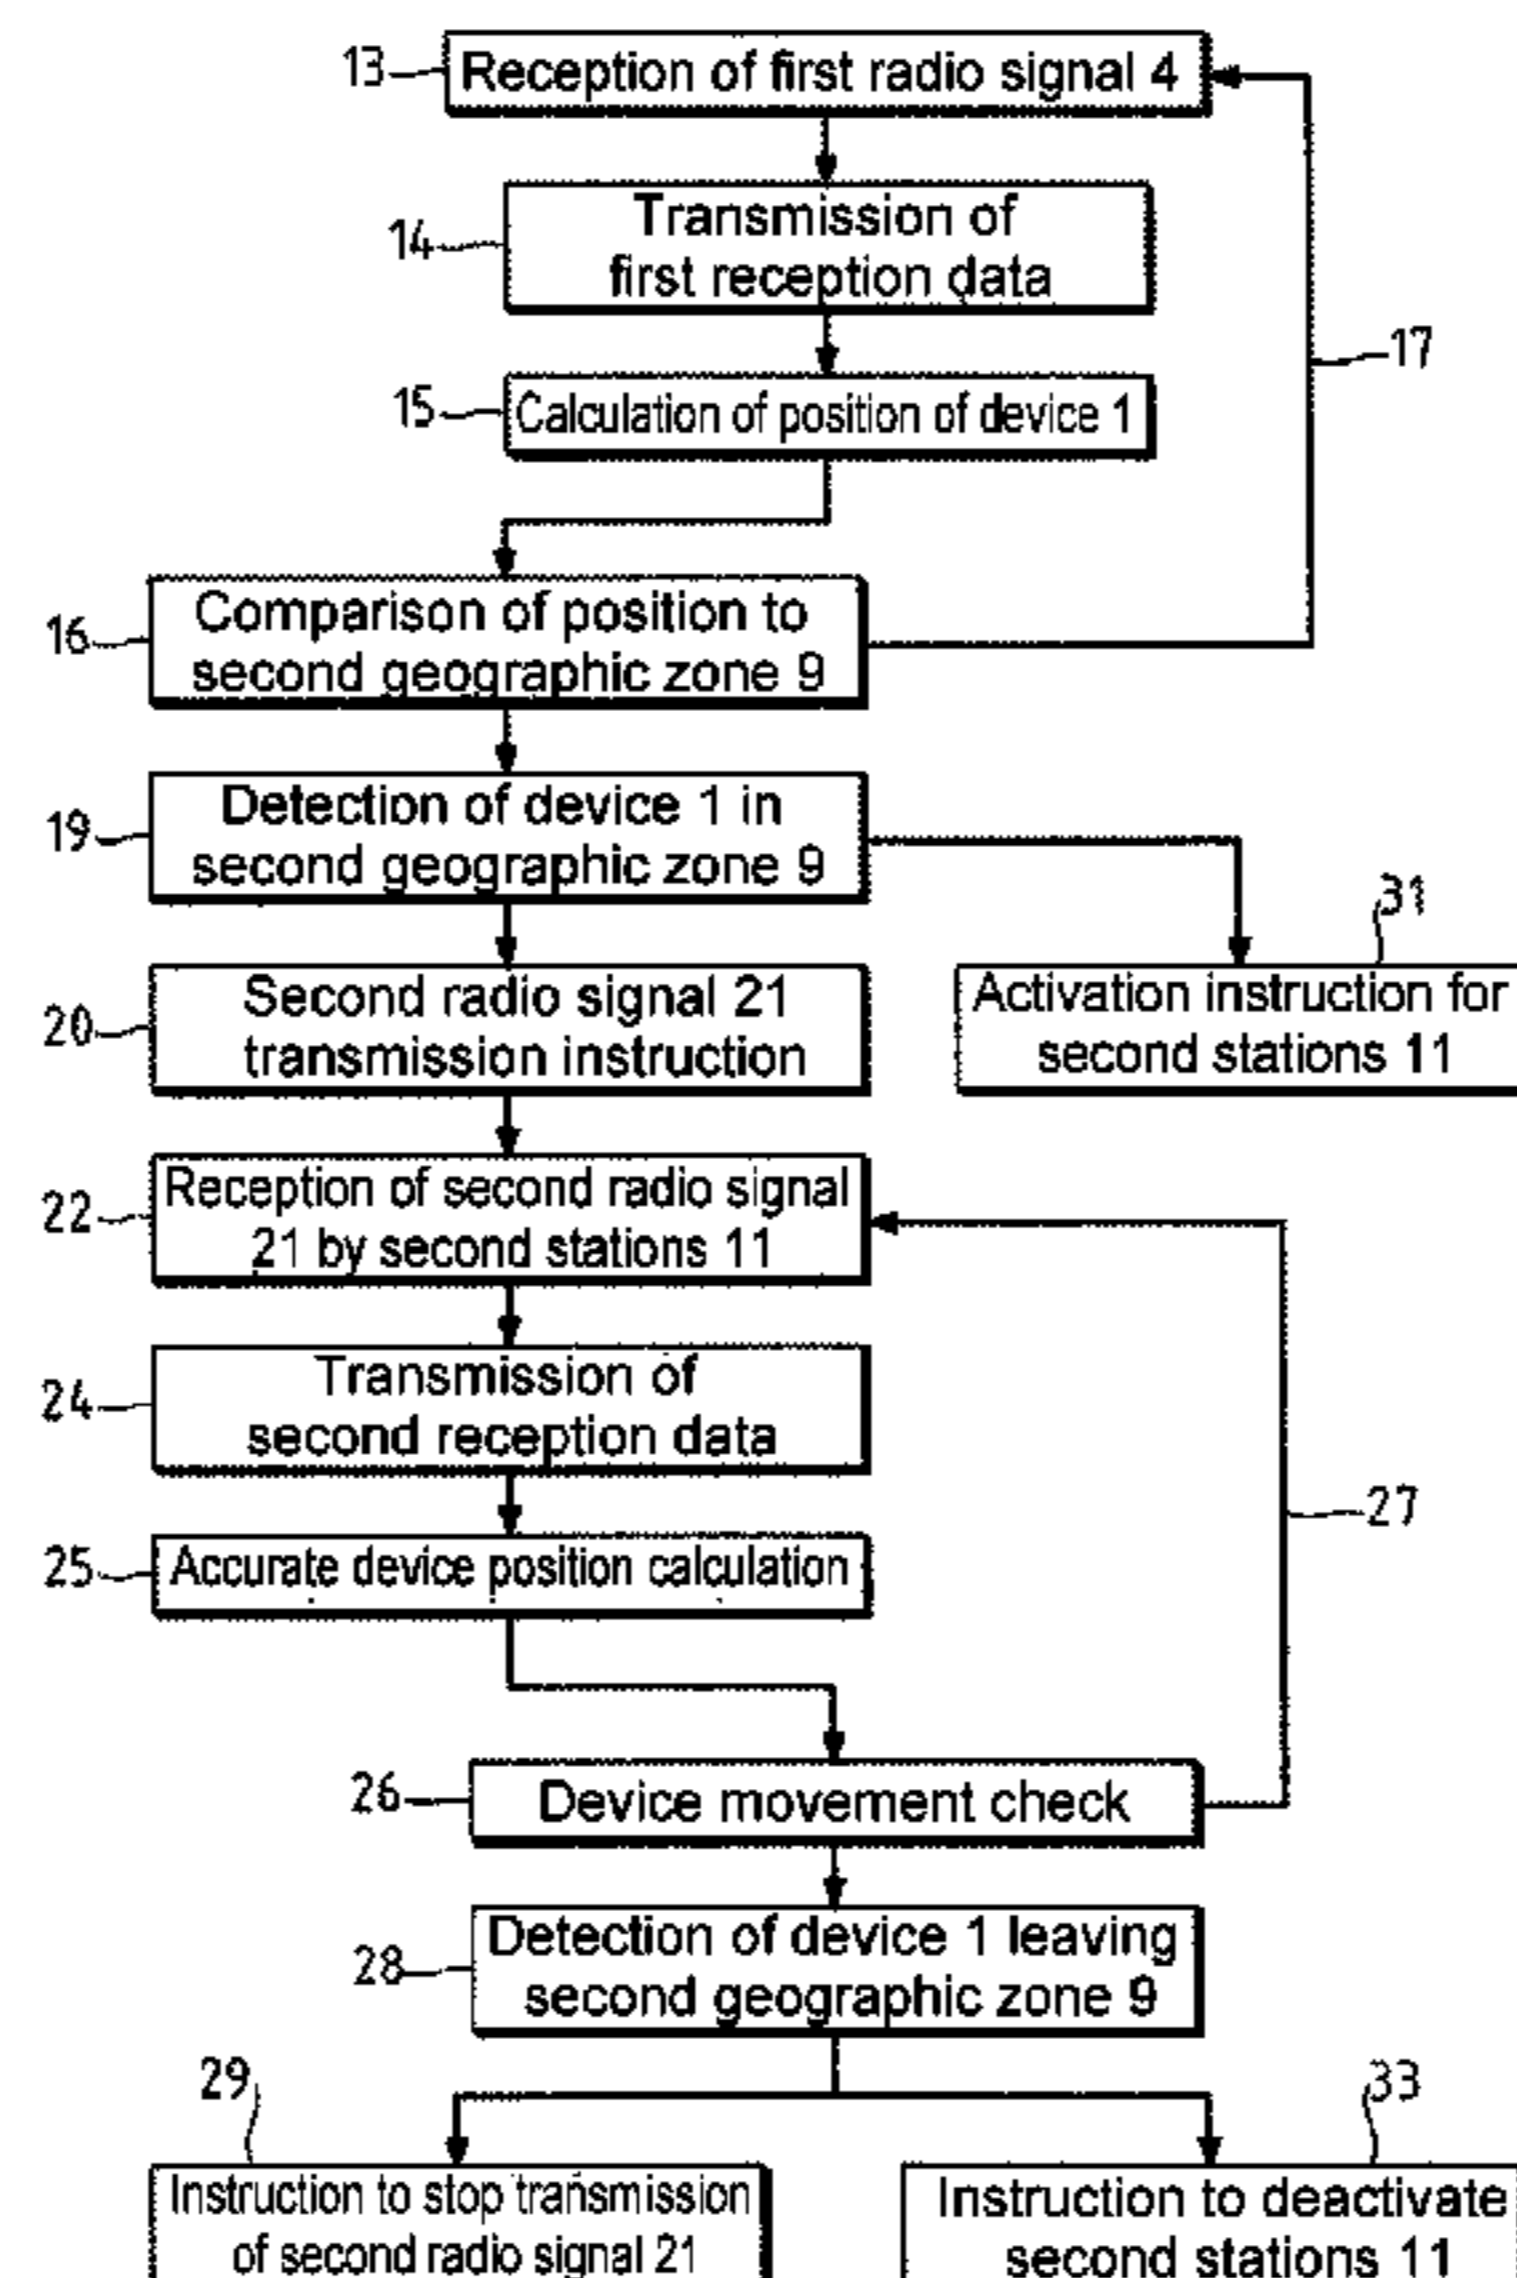 13
Reception of first radio signal 4
14
Transmission of
first reception data
17
15
Calculation of position of device 1
16
Comparison of position to
second geographic zone 9
19
Detection of device 1 in
second geographic zone 9
31
20
Second radio signal 21
transmission instruction
Activation instruction for
second stations 11
22
Reception of second radio signal
21 by second stations 11
24
Transmission of
second reception data
27
25
Accurate device position calculation
26
Device movement check
28
Detection of device 1 leaving
second geographic zone 9
29
33
Instruction to stop transmission
of second radio signal 21
Instruction to deactivate
second stations 11